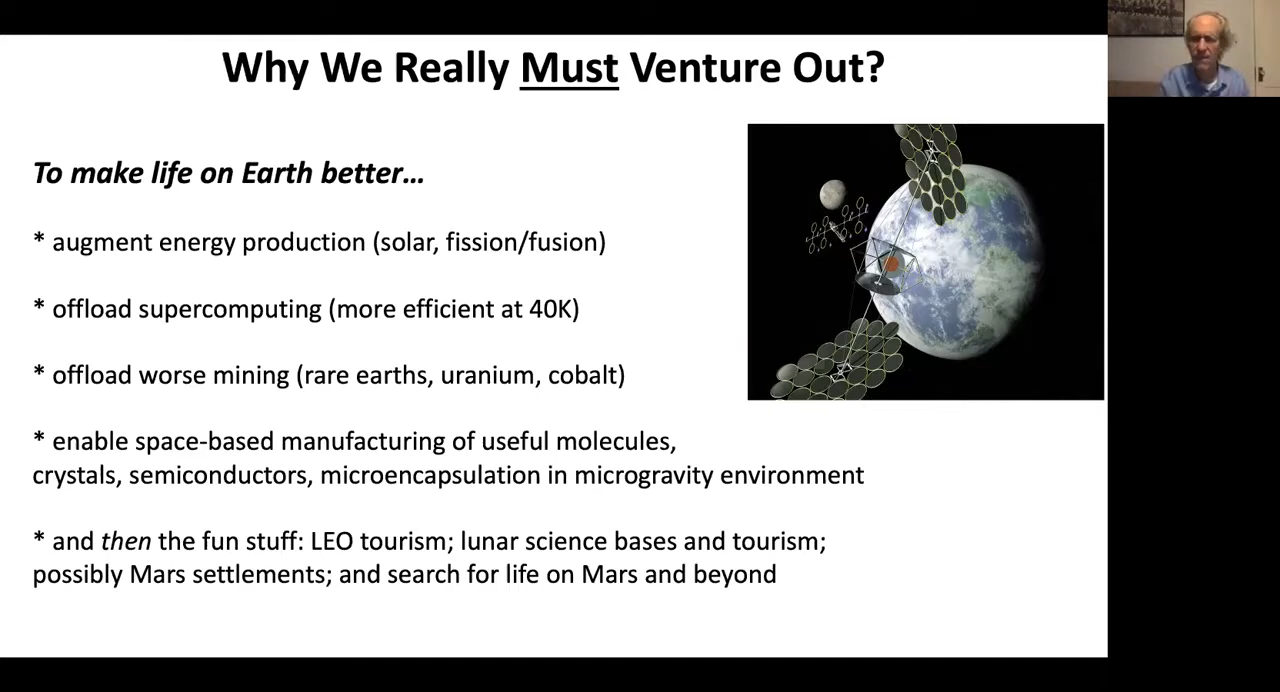 Why We Really Must Venture Out?
To make life on Earth better…
* augment energy production (solar, fission/fusion)
* offload supercomputing (more efficient at 40K)
* offload worse mining (rare earths, uranium, cobalt)
* enable space-based manufacturing of useful molecules,
crystals, semiconductors, microencapsulation in microgravity environment
* and then the fun stuff: LEO tourism; lunar science bases and tourism;
possibly Mars settlements; and search for life on Mars and beyond